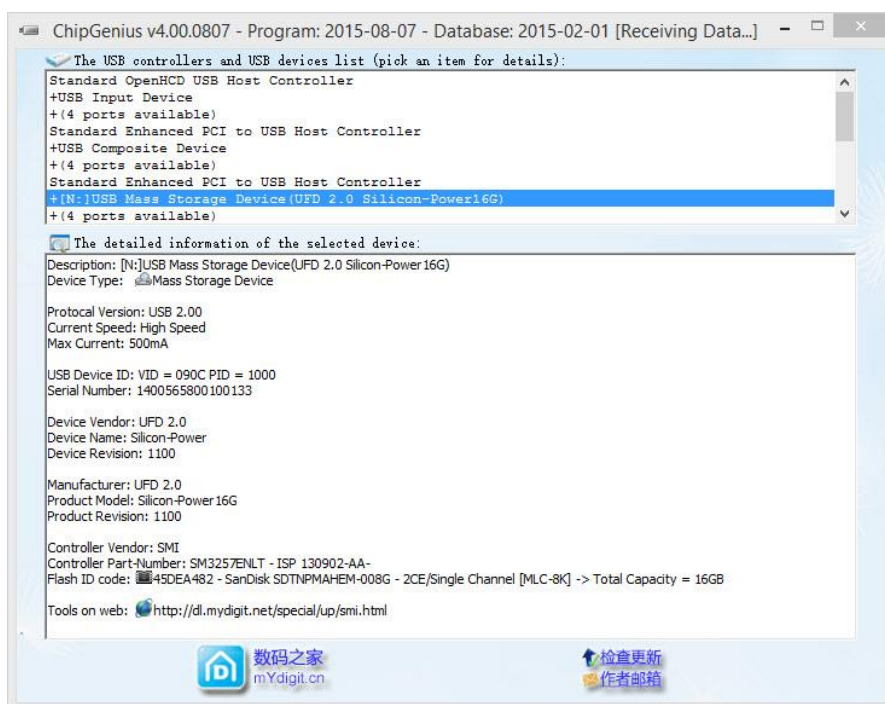 ChipGenius v4.00.0807 - Program: 2015-08-07 - Database: 2015-02-01 [Receiving Data...]
The USB controllers and USB devices list (pick an item for details):
Standard OpenHCD USB Host Controller
+USB Input Device
+(4 ports available)
Standard Enhanced PCI to USB Host Controller
+USB Composite Device
+(4 ports available)
Standard Enhanced PCI to USB Host Controller
+[N:]USB Mass Storage Device(UFD 2.0 Silicon-Power16G)
+(4 ports available)
The detailed information of the selected device:
Description: [N:]USB Mass Storage Device(UFD 2.0 Silicon-Power16G)
Device Type: Mass Storage Device
Protocal Version: USB 2.00
Current Speed: High Speed
Max Current: 500mA
USB Device ID: VID = 090C PID = 1000
Serial Number: 1400565800100133
Device Vendor: UFD 2.0
Device Name: Silicon-Power
Device Revision: 1100
Manufacturer: UFD 2.0
Product Model: Silicon-Power16G
Product Revision: 1100
Controller Vendor: SMI
Controller Part-Number: SM3257ENLT - ISP 130902-AA-
Flash ID code: 45DEA482 - SanDisk SDTNPMAHEM-008G - 2CE/Single Channel [MLC-8K] -> Total Capacity = 16GB
Tools on web: http://dl.mydigit.net/special/up/smi.html
数码之家
mYdigit.cn
检查更新
作者邮箱